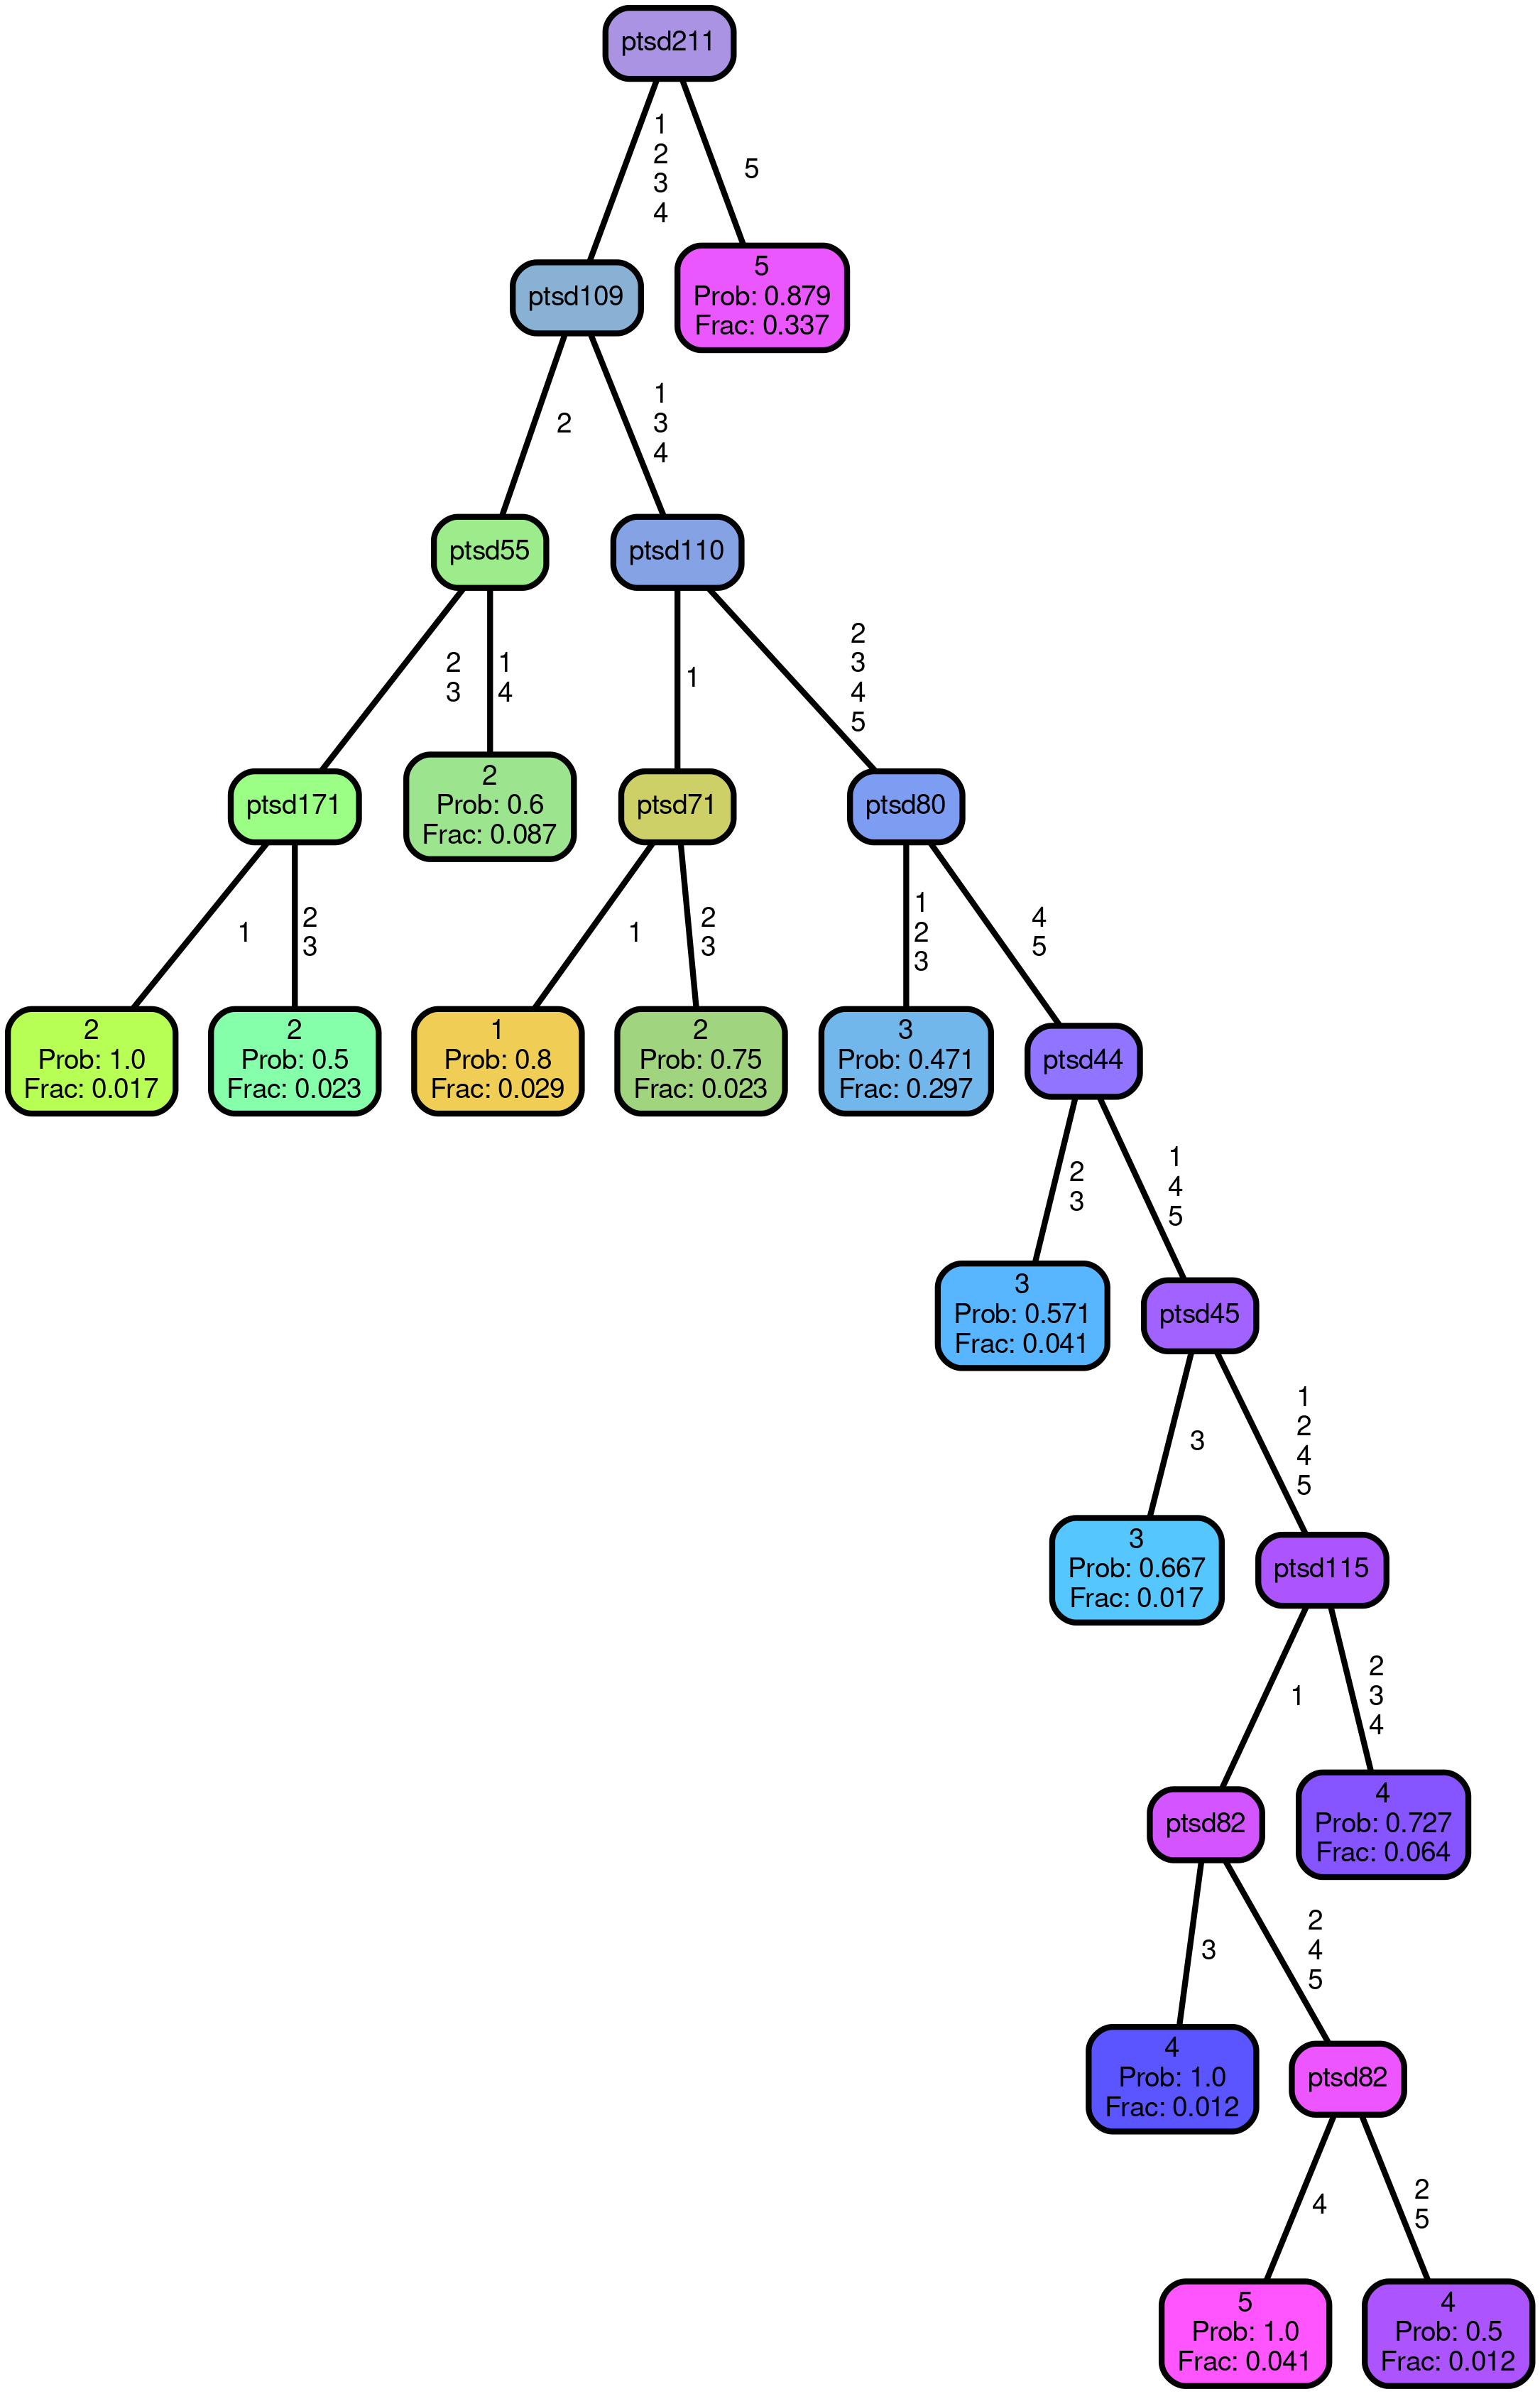 ptsd211
1
2
3
4
5
ptsd109
5
Prob: 0.879
Frac: 0.337
2
1
3
4
ptsd55
ptsd110
2
3
1
4
1
2
3
4
5
ptsd171
2
Prob: 0.6
Frac: 0.087
ptsd71
ptsd80
1
2
3
1
2
3
1
2
3
4
5
2
Prob: 1.0
Frac: 0.017
2
Prob: 0.5
Frac: 0.023
1
Prob: 0.8
Frac: 0.029
2
Prob: 0.75
Frac: 0.023
3
Prob: 0.471
Frac: 0.297
ptsd44
2
3
1
4
5
3
Prob: 0.571
Frac: 0.041
ptsd45
3
1
2
4
5
3
Prob: 0.667
Frac: 0.017
ptsd115
1
2
3
4
ptsd82
4
Prob: 0.727
Frac: 0.064
3
2
4
5
4
Prob: 1.0
Frac: 0.012
ptsd82
4
2
5
5
Prob: 1.0
Frac: 0.041
4
Prob: 0.5
Frac: 0.012